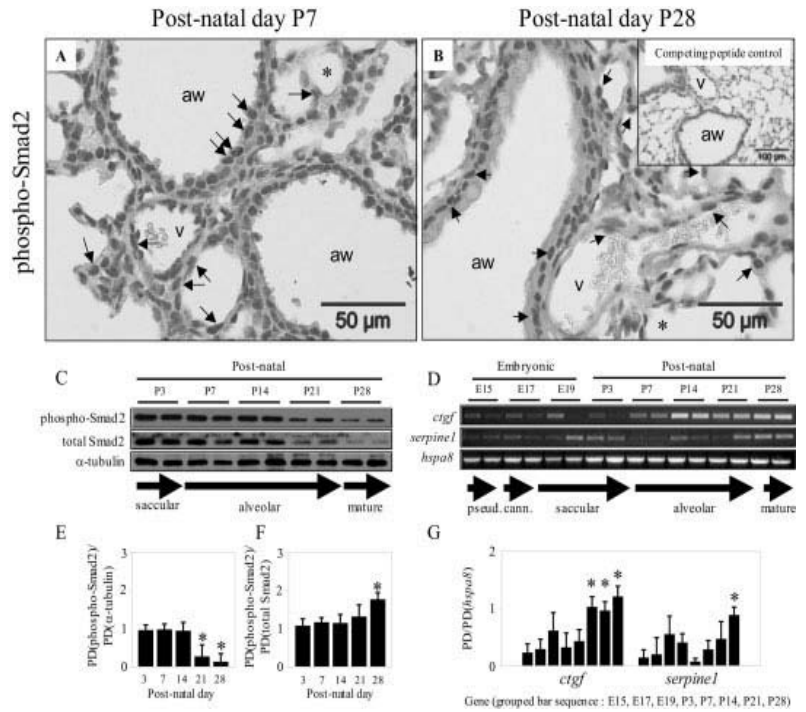 Post-natal day P7
Post-natal day P28
phospho-Smad2
A
aw
*
v
aw
50 µm
B
Competing peptide control
v
aw
100 µm
aw
v
*
50 µm
C
Post-natal
P3 P7 P14 P21 P28
phospho-Smad2
total Smad2
α-tubulin
saccular alveolar mature
D
Embryonic Post-natal
E15 E17 E19 P3 P7 P14 P21 P28
ctgf
serpine1
hspa8
pseud. cann. saccular alveolar mature
E
PD(phospho-Smad2)/
PD(α-tubulin)
3
2
1
0
* *
3 7 14 21 28
Post-natal day
F
PD(phospho-Smad2)/
PD(total Smad2)
3
2
1
0
*
3 7 14 21 28
Post-natal day
G
PD/PD(hspa8)
2
1
0
* * * *
ctgf serpine1
Gene (grouped bar sequence : E15, E17, E19, P3, P7, P14, P21, P28)